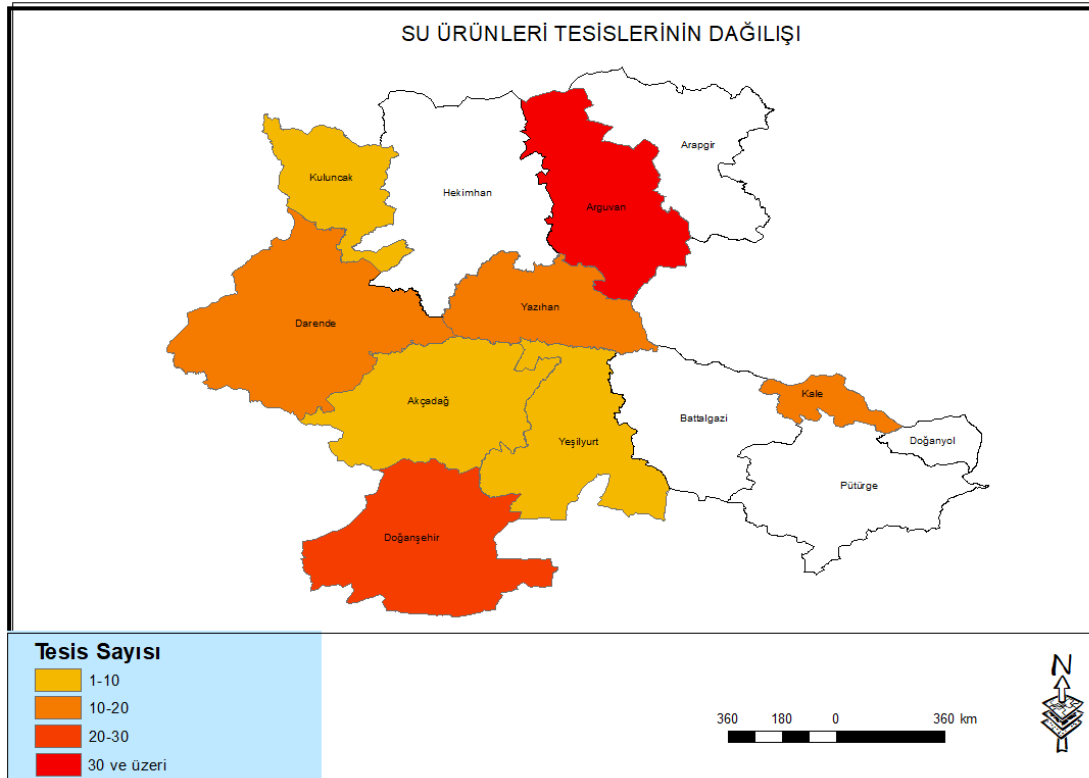 SU ÜRÜNLERİ TESİSLERİNİN DAĞILIŞI
Arapgir
Kuluncak
Hekimhan
Arguvan
Yazıhan
Darende
Kale
Akçadağ
Battalgazi
Yeşilyurt
Doğanyol
Pütürge
Doğanşehir
Tesis Sayısı
1-10
10-20
20-30
30 ve üzeri
N
360 180 0 360 km